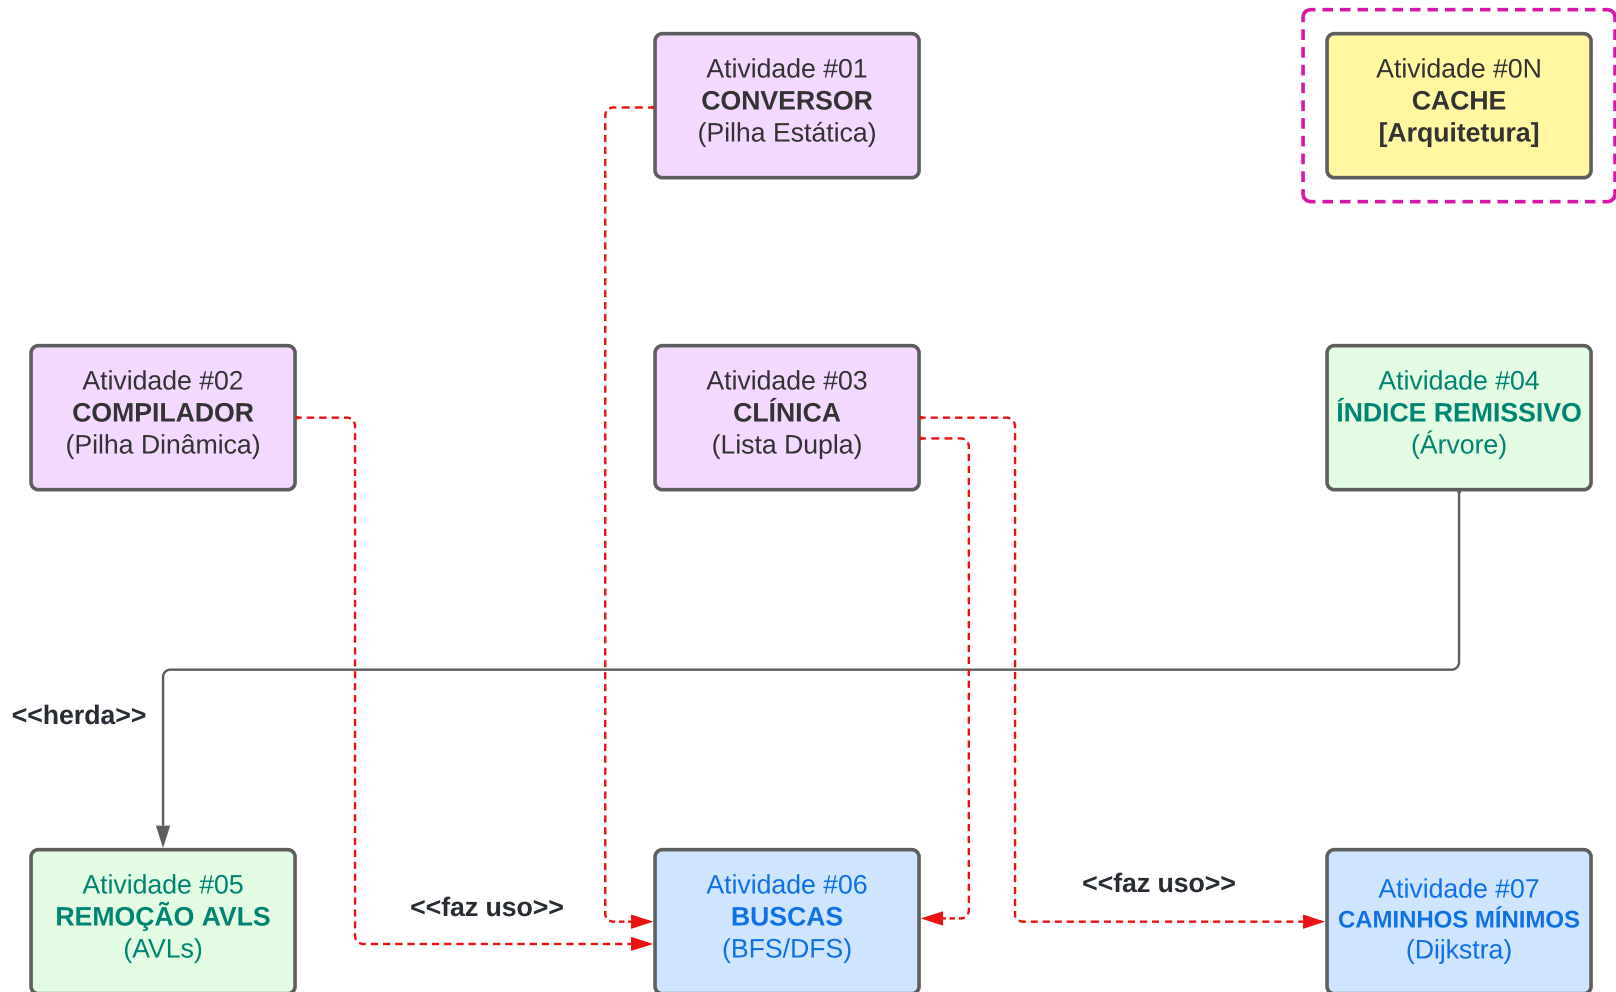 Atividade #01
CONVERSOR
(Pilha Estática)
Atividade #0N
CACHE
[Arquitetura]
Atividade #02
COMPILADOR
(Pilha Dinâmica)
Atividade #03
CLÍNICA
(Lista Dupla)
Atividade #04
ÍNDICE REMISSIVO
(Árvore)
<<herda>>
<<faz uso>>
<<faz uso>>
Atividade #05
REMOÇÃO AVLS
(AVLs)
Atividade #06
BUSCAS
(BFS/DFS)
Atividade #07
CAMINHOS MÍNIMOS
(Dijkstra)